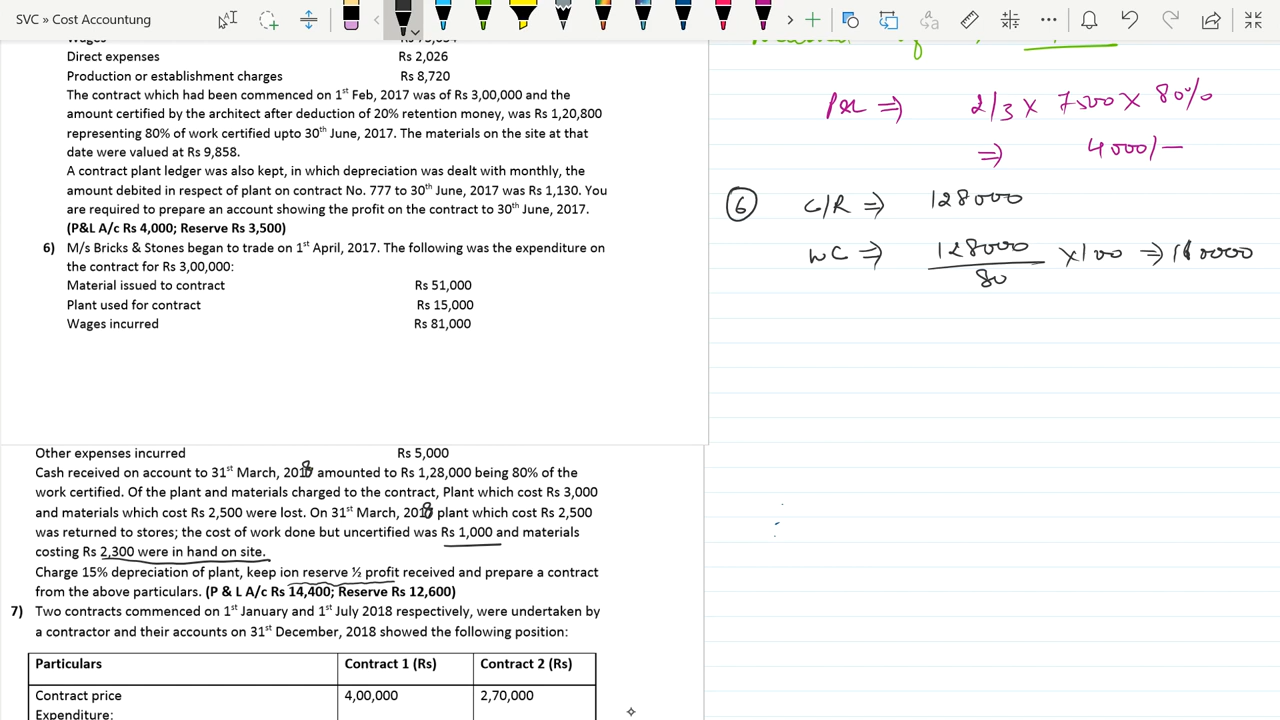 SVC » Cost Accountung
Direct expenses Rs 2,026
Production or establishment charges Rs 8,720
The contract which had been commenced on 1st Feb, 2017 was of Rs 3,00,000 and the
amount certified by the architect after deduction of 20% retention money, was Rs 1,20,800
representing 80% of work certified upto 30th June, 2017. The materials on the site at that
date were valued at Rs 9,858.
A contract plant ledger was also kept, in which depreciation was dealt with monthly, the
amount debited in respect of plant on contract No. 777 to 30th June, 2017 was Rs 1,130. You
are required to prepare an account showing the profit on the contract to 30th June, 2017.
(P&L A/c Rs 4,000; Reserve Rs 3,500)
6) M/s Bricks & Stones began to trade on 1st April, 2017. The following was the expenditure on
the contract for Rs 3,00,000:
Material issued to contract Rs 51,000
Plant used for contract Rs 15,000
Wages incurred Rs 81,000
Other expenses incurred Rs 5,000
Cash received on account to 31st March, 2018 amounted to Rs 1,28,000 being 80% of the
work certified. Of the plant and materials charged to the contract, Plant which cost Rs 3,000
and materials which cost Rs 2,500 were lost. On 31st March, 2018 plant which cost Rs 2,500
was returned to stores; the cost of work done but uncertified was Rs 1,000 and materials
costing Rs 2,300 were in hand on site.
Charge 15% depreciation of plant, keep ion reserve ½ profit received and prepare a contract
from the above particulars. (P & L A/c Rs 14,400; Reserve Rs 12,600)
7) Two contracts commenced on 1st January and 1st July 2018 respectively, were undertaken by
a contractor and their accounts on 31st December, 2018 showed the following position:
Particulars Contract 1 (Rs) Contract 2 (Rs)
Contract price 4,00,000 2,70,000
Expenditure:
P&L ⇒ 2/3 × 7500 × 80%
⇒ 4000/-
6 C/R ⇒ 128000
WC ⇒ 128000
80 ×100 ⇒ 160000